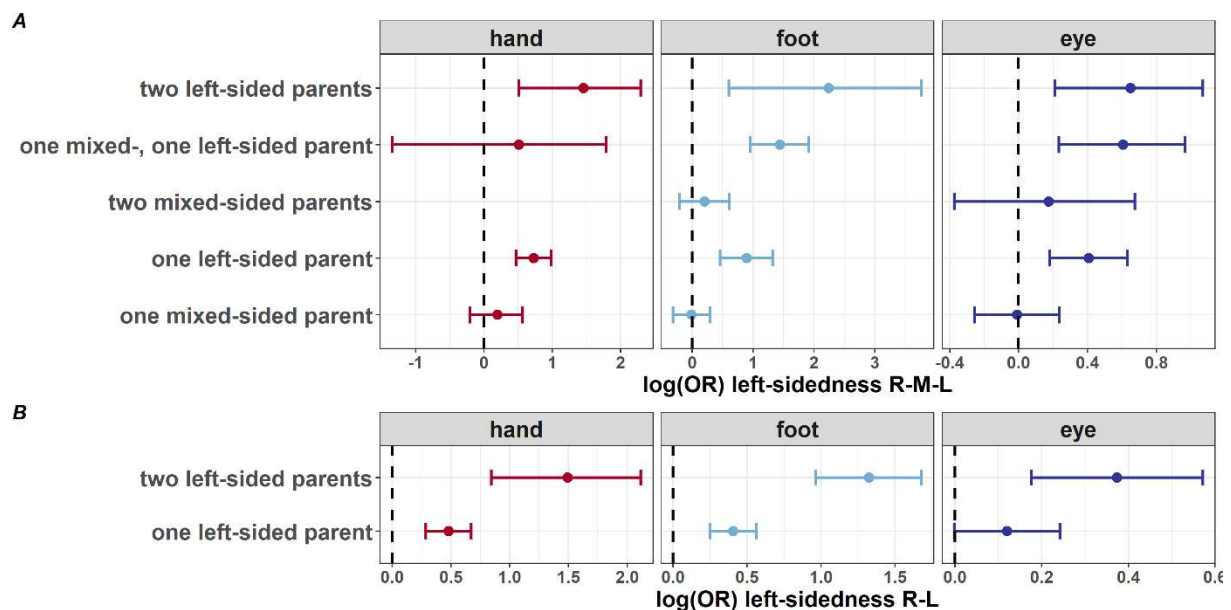 A
hand foot eye
two left-sided parents
one mixed-, one left-sided parent
two mixed-sided parents
one left-sided parent
one mixed-sided parent
-1 0 1 2 0 1 2 3 -0.4 0.0 0.4 0.8
log(OR) left-sidedness R-M-L
B
hand foot eye
two left-sided parents
one left-sided parent
0.0 0.5 1.0 1.5 2.0 0.0 0.5 1.0 1.5 0.0 0.2 0.4 0.6
log(OR) left-sidedness R-L